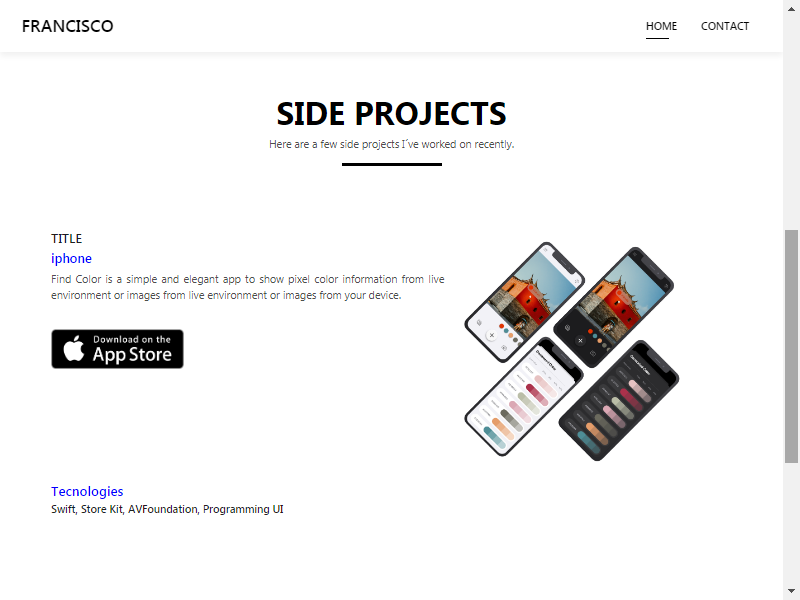 FRANCISCO
HOME
CONTACT
SIDE PROJECTS
Here are a few side projects I´ve worked on recently.
TITLE
iphone
Find Color is a simple and elegant app to show pixel color information from live
environment or images from live environment or images from your device.
Download on the
App Store
Tecnologies
Swift, Store Kit, AVFoundation, Programming UI